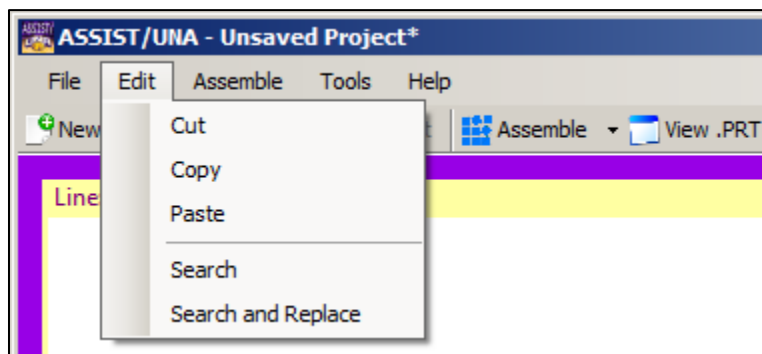 ASSIST/UNA - Unsaved Project*
File Edit Assemble Tools Help
New Assemble View .PRT
Cut
Copy
Line
Paste
Search
Search and Replace